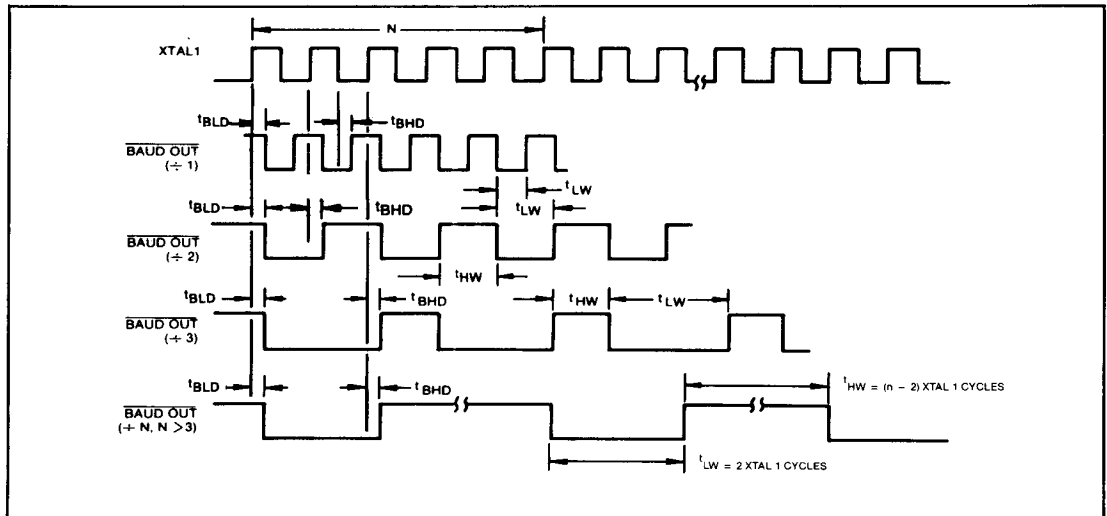 N
XTAL1
tBLD
tBHD
BAUD OUT
(÷ 1)
tLW
tBLD
tBHD
tLW
BAUD OUT
(÷ 2)
tHW
tBLD
tBHD
tHW
tLW
BAUD OUT
(÷ 3)
tBLD
tBHD
tHW = (n – 2) XTAL 1 CYCLES
BAUD OUT
(÷ N, N >3)
tLW = 2 XTAL 1 CYCLES